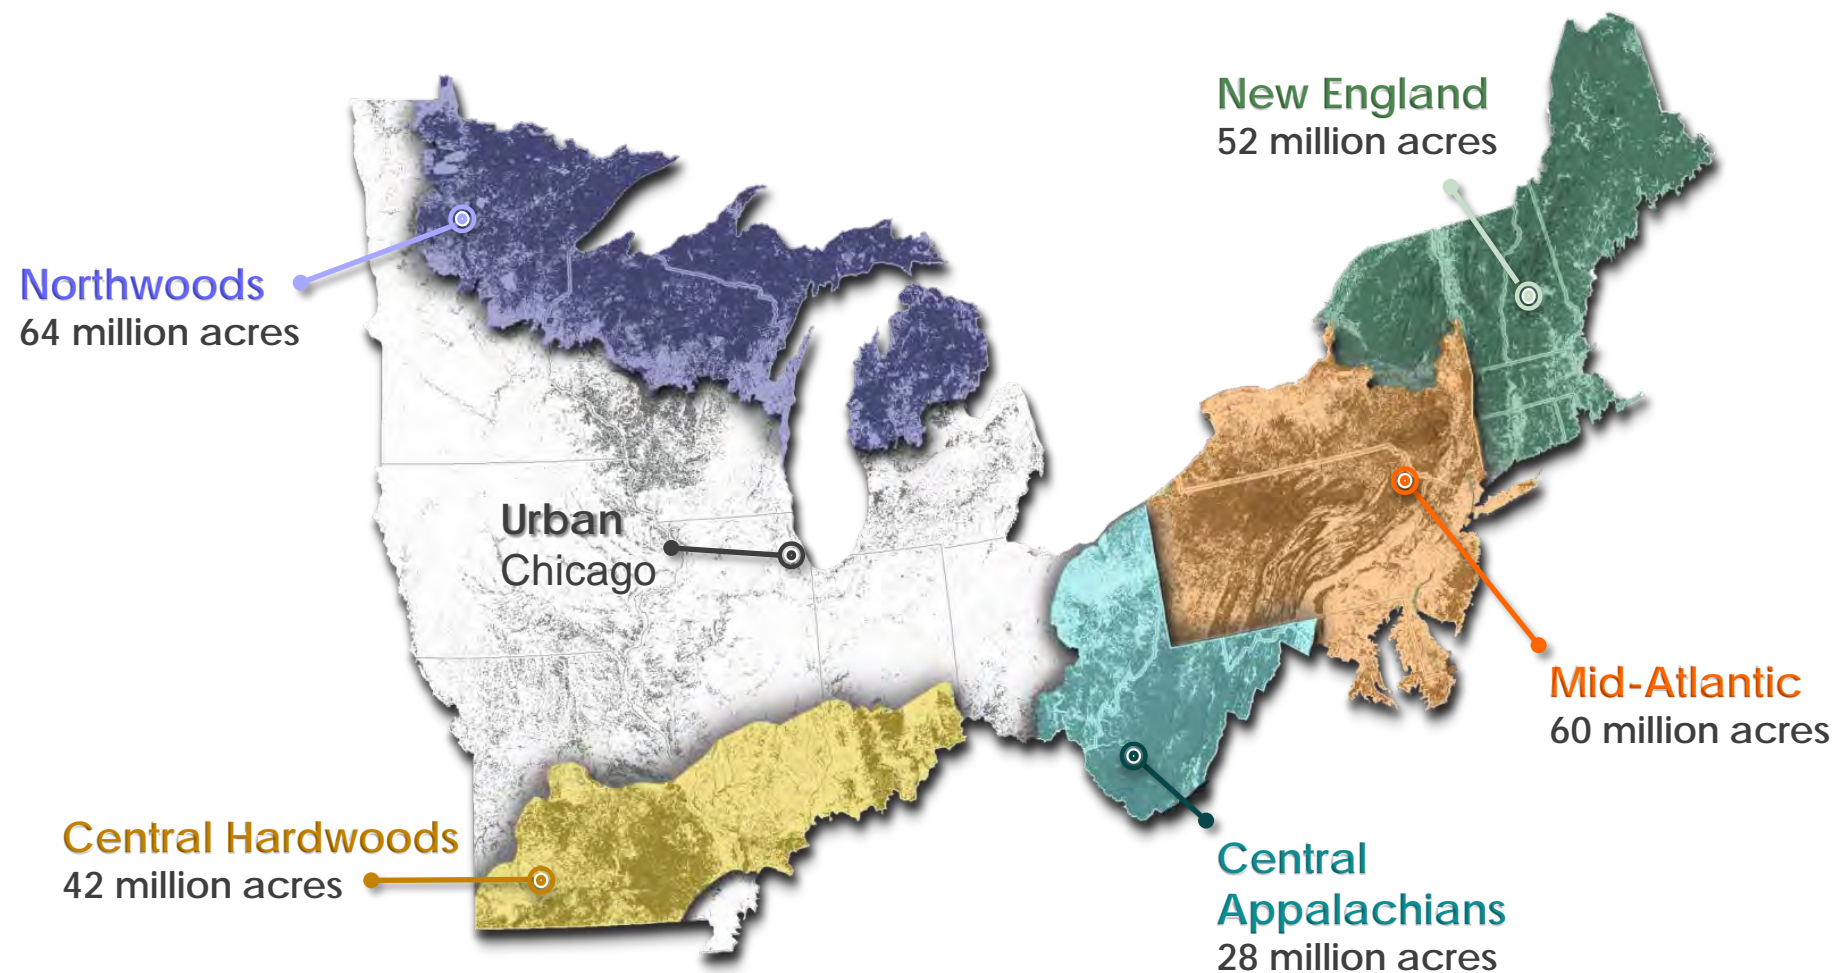 New England
52 million acres
Northwoods
64 million acres
Urban
Chicago
Mid-Atlantic
60 million acres
Central Hardwoods
42 million acres
Central
Appalachians
28 million acres